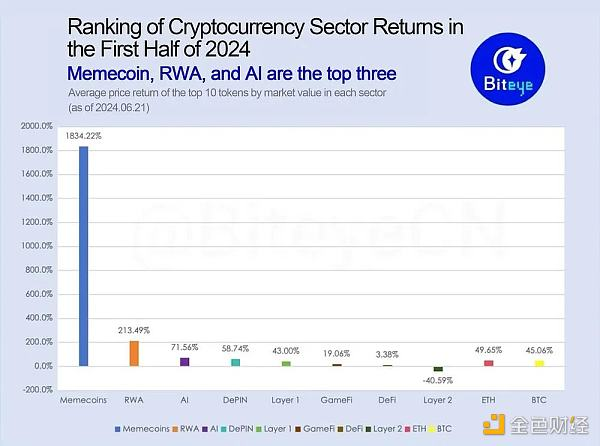 Ranking of Cryptocurrency Sector Returns in
the First Half of 2024
Memecoin, RWA, and AI are the top three
Average price return of the top 10 tokens by market value in each sector
(as of 2024.06.21)
Biteye
2000.0%
1800.0%
1600.0%
1400.0%
1200.0%
1000.0%
800.0%
600.0%
400.0%
200.0%
0.0%
-200.0%
1834.22%
213.49%
71.56%
58.74%
43.00%
19.06%
3.38%
-40.59%
49.65%
45.06%
@BiteyeCN
Memecoins RWA AI DePIN Layer 1 GameFi DeFi Layer 2 ETH BTC
Memecoins RWA AI DePIN Layer 1 GameFi DeFi Layer 2 ETH BTC
金色财经